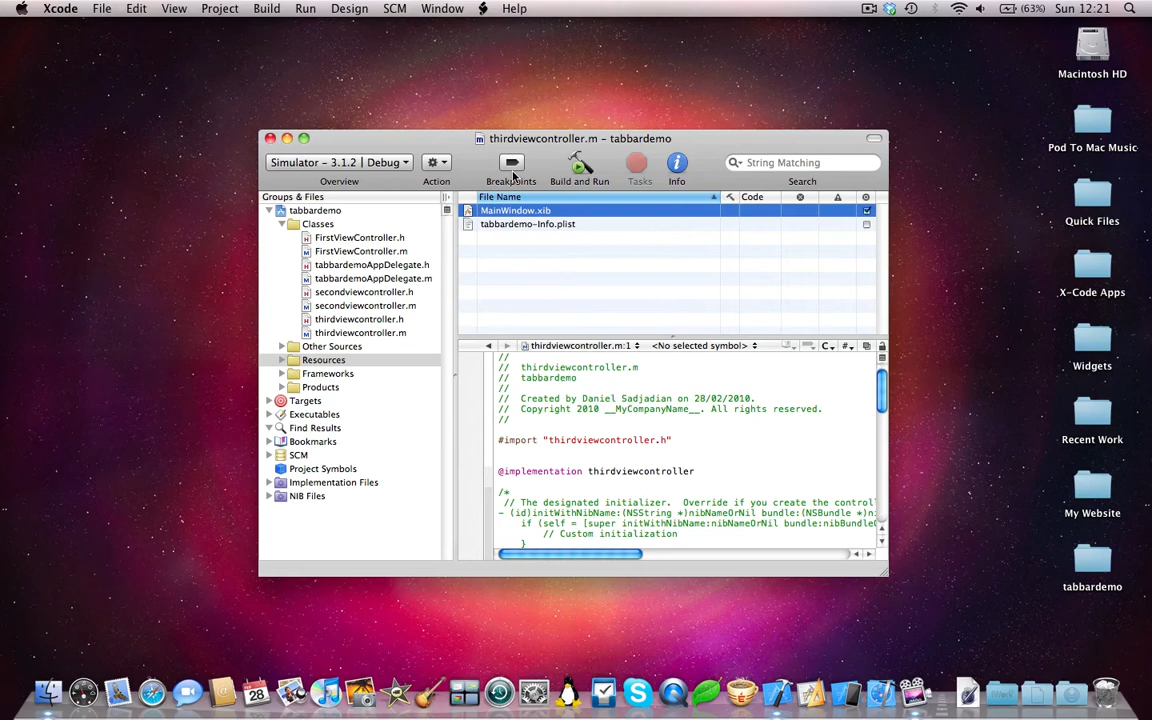 Xcode File Edit View Project Build Run Design SCM Window Help (63%) Sun 12:21
thirdviewcontroller.m – tabbardemo
Simulator – 3.1.2 | Debug
String Matching
Overview Action Breakpoints Build and Run Tasks Info Search
Groups & Files
tabbardemo
Classes
FirstViewController.h
FirstViewController.m
tabbardemoAppDelegate.h
tabbardemoAppDelegate.m
secondviewcontroller.h
secondviewcontroller.m
thirdviewcontroller.h
thirdviewcontroller.m
Other Sources
Resources
Frameworks
Products
Targets
Executables
Find Results
Bookmarks
SCM
Project Symbols
Implementation Files
NIB Files
File Name Code
MainWindow.xib
tabbardemo-Info.plist
thirdviewcontroller.m:1 <No selected symbol> C, #,
//
// thirdviewcontroller.m
// tabbardemo
//
// Created by Daniel Sadjadian on 28/02/2010.
// Copyright 2010 __MyCompanyName__. All rights reserved.
//
#import "thirdviewcontroller.h"
@implementation thirdviewcontroller
/*
// The designated initializer. Override if you create the control
- (id)initWithNibName:(NSString *)nibNameOrNil bundle:(NSBundle *)ni
if (self = [super initWithNibName:nibNameOrNil bundle:nibBundleO
// Custom initialization
}
Macintosh HD
Pod To Mac Music
Quick Files
X-Code Apps
Widgets
Recent Work
My Website
tabbardemo
28